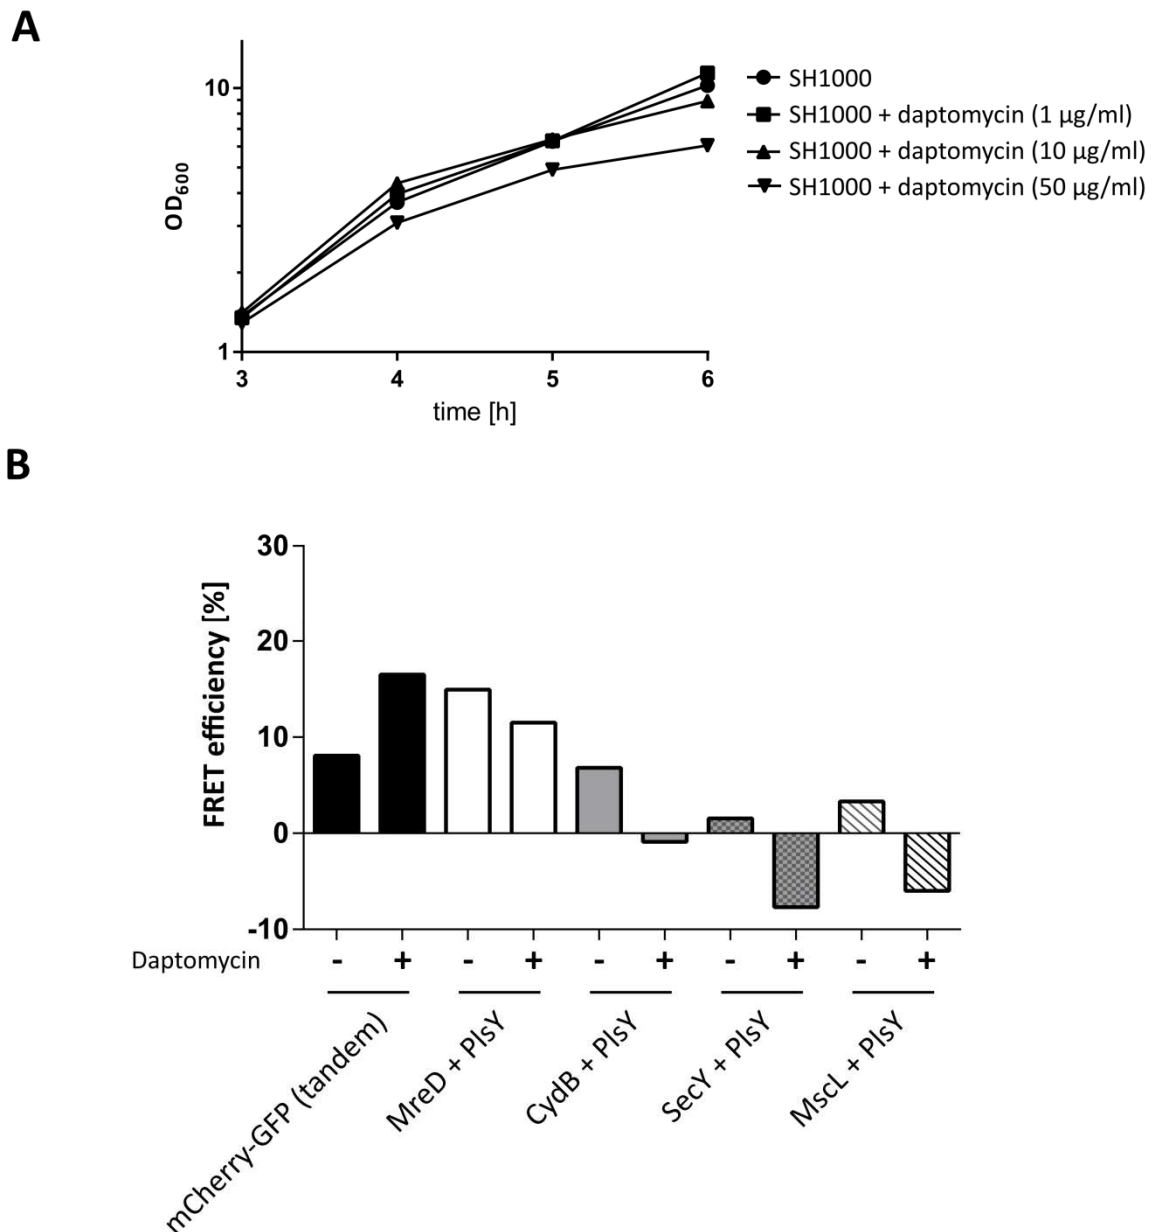 A
10
1
OD600
3 4 5 6
time [h]
SH1000
SH1000 + daptomycin (1 µg/ml)
SH1000 + daptomycin (10 µg/ml)
SH1000 + daptomycin (50 µg/ml)
B
FRET efficiency [%]
30
20
10
0
-10
Daptomycin - + - + - + - + - +
mCherry-GFP (tandem)
MreD + PlsY
CydB + PlsY
SecY + PlsY
MscL + PlsY